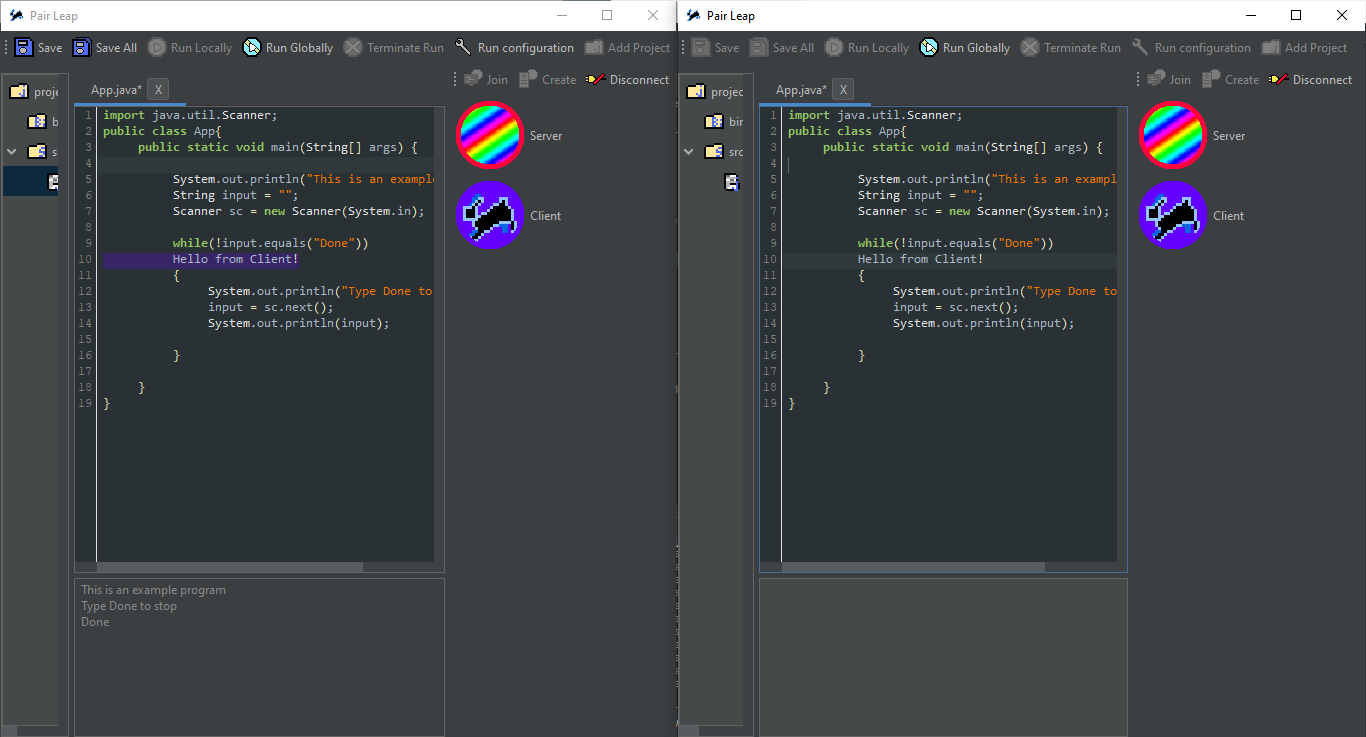 Pair Leap
Save Save All Run Locally Run Globally Terminate Run Run configuration Add Project
Join Create Disconnect
proje
b
s
App.java* X
1 import java.util.Scanner;
2 public class App{
3 public static void main(String[] args) {
4
5 System.out.println("This is an example
6 String input = "";
7 Scanner sc = new Scanner(System.in);
8
9 while(!input.equals("Done"))
10 Hello from Client!
11 {
12 System.out.println("Type Done to
13 input = sc.next();
14 System.out.println(input);
15
16 }
17
18 }
19 }
Server
Client
This is an example program
Type Done to stop
Done
Pair Leap
Save Save All Run Locally Run Globally Terminate Run Run configuration Add Project
Join Create Disconnect
projec
bin
src
App.java* X
1 import java.util.Scanner;
2 public class App{
3 public static void main(String[] args) {
4
5 System.out.println("This is an exampl
6 String input = "";
7 Scanner sc = new Scanner(System.in);
8
9 while(!input.equals("Done"))
10 Hello from Client!
11 {
12 System.out.println("Type Done to
13 input = sc.next();
14 System.out.println(input);
15
16 }
17
18 }
19 }
Server
Client